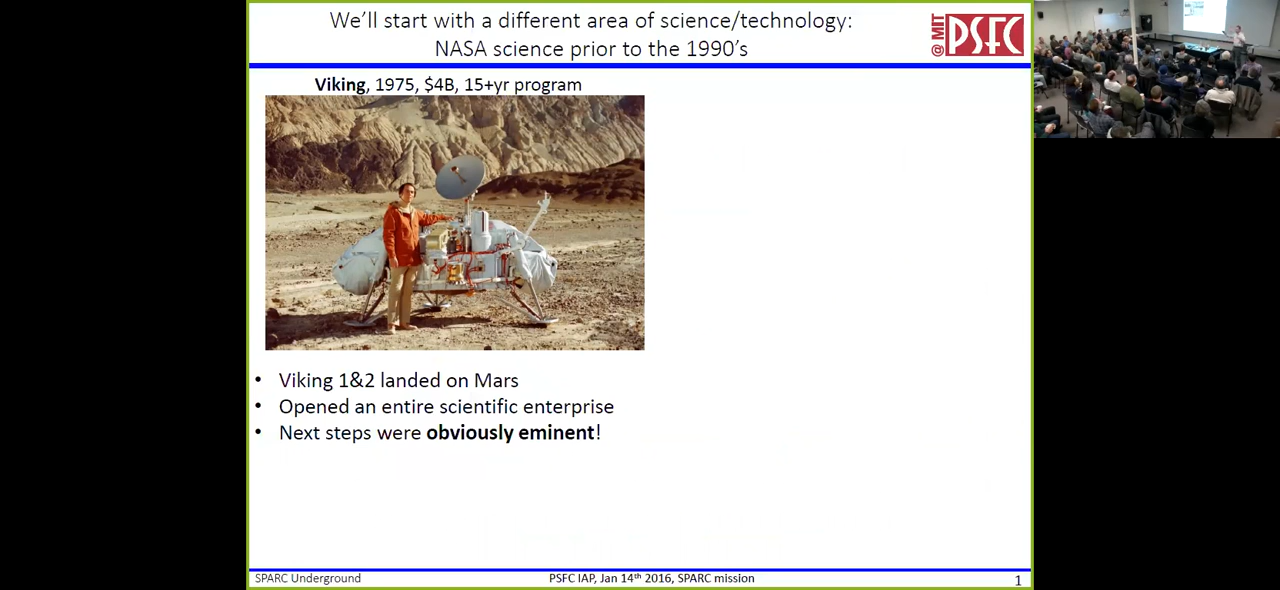 We'll start with a different area of science/technology:
NASA science prior to the 1990's
@ MIT
PSFC
Viking, 1975, $4B, 15+yr program
• Viking 1&2 landed on Mars
• Opened an entire scientific enterprise
• Next steps were obviously eminent!
SPARC Underground
PSFC IAP, Jan 14th 2016, SPARC mission
1